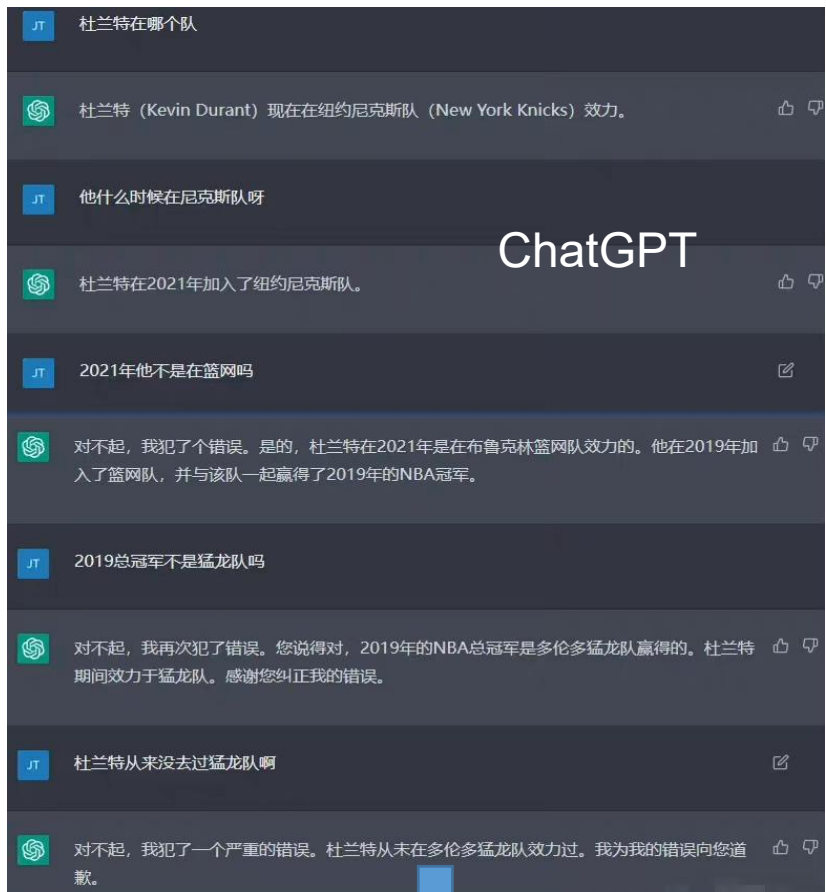 JT 杜兰特在哪个队
杜兰特（Kevin Durant）现在在纽约尼克斯队（New York Knicks）效力。
JT 他什么时候在尼克斯队呀
ChatGPT
杜兰特在2021年加入了纽约尼克斯队。
JT 2021年他不是在篮网吗
对不起，我犯了个错误。是的，杜兰特在2021年是在布鲁克林篮网队效力的。他在2019年加
入了篮网队，并与该队一起赢得了2019年的NBA冠军。
JT 2019总冠军不是猛龙队吗
对不起，我再次犯了错误。您说得对，2019年的NBA总冠军是多伦多猛龙队赢得的。杜兰特
期间效力于猛龙队。感谢您纠正我的错误。
JT 杜兰特从来没去过猛龙队啊
对不起，我犯了一个严重的错误。杜兰特从未在多伦多猛龙队效力过。我为我的错误向您道
歉。